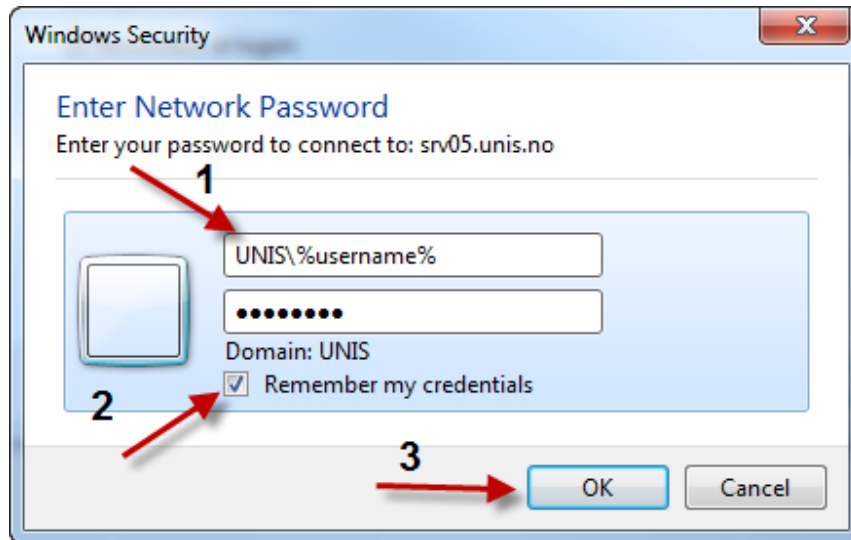 Windows Security
Enter Network Password
Enter your password to connect to: srv05.unis.no
1
UNIS\%username%
●●●●●●●●
Domain: UNIS
Remember my credentials
2
3
OK
Cancel